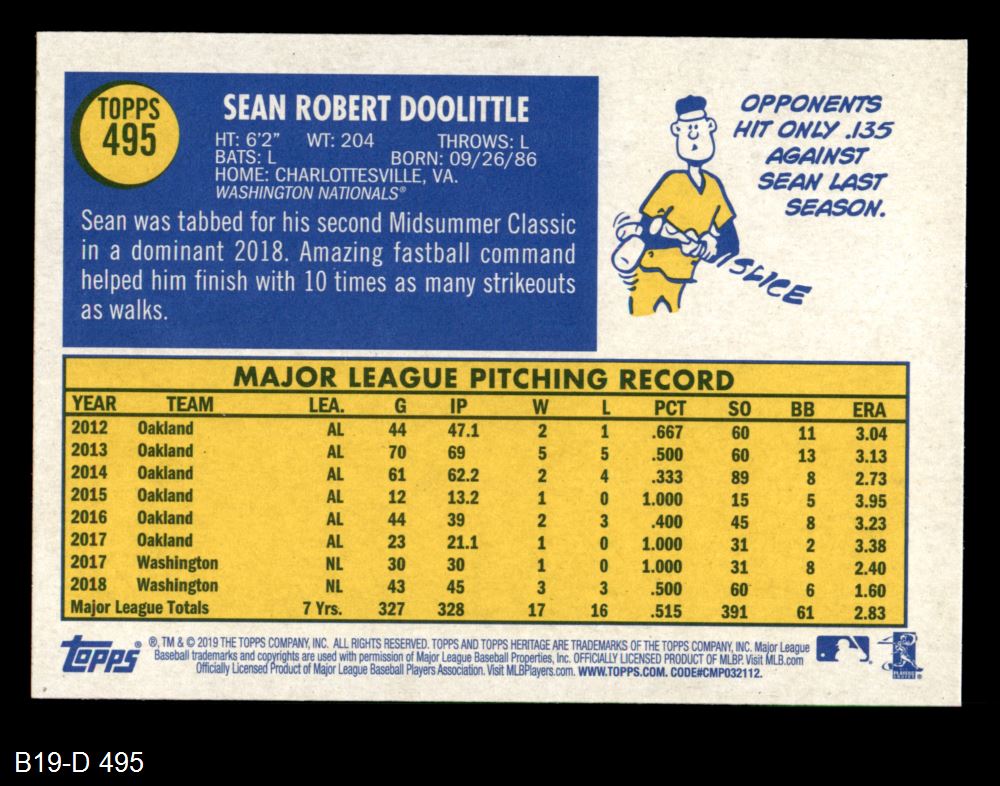 TOPPS
495
SEAN ROBERT DOOLITTLE
HT: 6'2" WT: 204 THROWS: L
BATS: L BORN: 09/26/86
HOME: CHARLOTTESVILLE, VA.
WASHINGTON NATIONALS®
Sean was tabbed for his second Midsummer Classic
in a dominant 2018. Amazing fastball command
helped him finish with 10 times as many strikeouts
as walks.
OPPONENTS
HIT ONLY .135
AGAINST
SEAN LAST
SEASON.
SLICE
MAJOR LEAGUE PITCHING RECORD
YEAR TEAM LEA. G IP W L PCT SO BB ERA
2012 Oakland AL 44 47.1 2 1 .667 60 11 3.04
2013 Oakland AL 70 69 5 5 .500 60 13 3.13
2014 Oakland AL 61 62.2 2 4 .333 89 8 2.73
2015 Oakland AL 12 13.2 1 0 1.000 15 5 3.95
2016 Oakland AL 44 39 2 3 .400 45 8 3.23
2017 Oakland AL 23 21.1 1 0 1.000 31 2 3.38
2017 Washington NL 30 30 1 0 1.000 31 8 2.40
2018 Washington NL 43 45 3 3 .500 60 6 1.60
Major League Totals 7 Yrs. 327 328 17 16 .515 391 61 2.83
Topps ®, TM & © 2019 THE TOPPS COMPANY, INC. ALL RIGHTS RESERVED. TOPPS AND TOPPS HERITAGE ARE TRADEMARKS OF THE TOPPS COMPANY, INC. Major League
Baseball trademarks and copyrights are used with permission of Major League Baseball Properties, Inc. OFFICIALLY LICENSED PRODUCT OF MLBP. Visit MLB.com
Officially Licensed Product of Major League Baseball Players Association. Visit MLBPlayers.com. WWW.TOPPS.COM. CODE#CMP032112.
B19-D 495